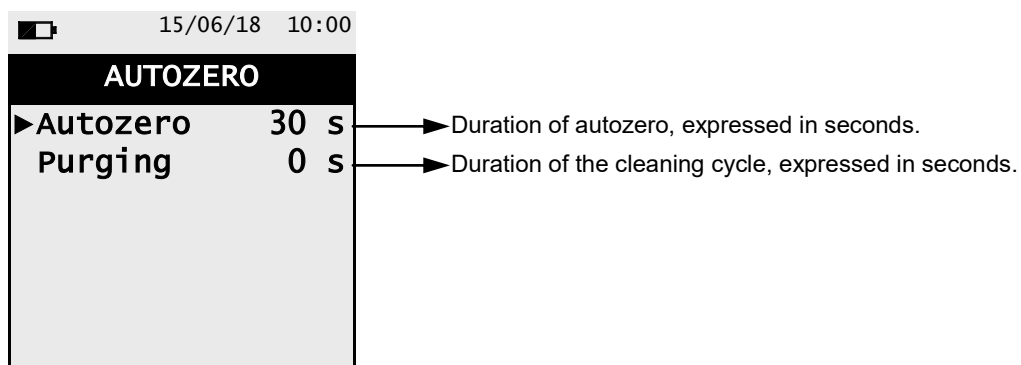 15/06/18 10:00
AUTOZERO
►Autozero 30 s
Duration of autozero, expressed in seconds.
Purging 0 s
Duration of the cleaning cycle, expressed in seconds.